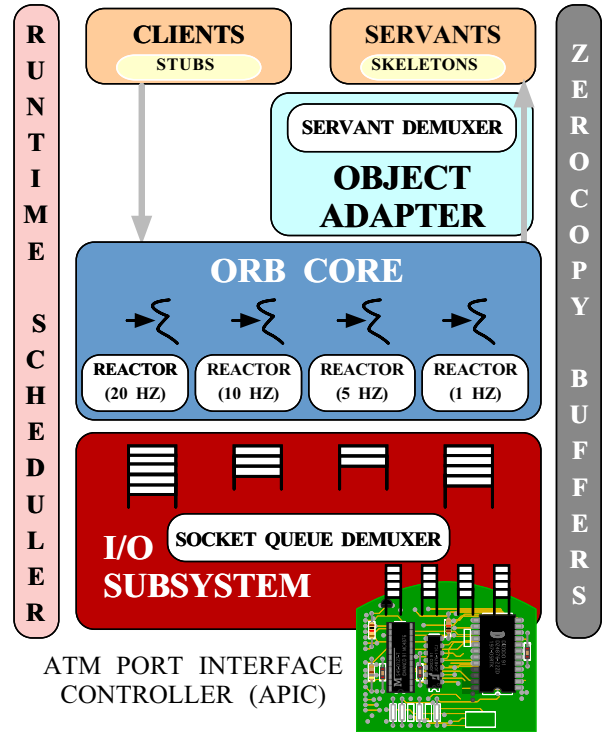 RUNTIME SCHEDULER
CLIENTS
STUBS
SERVANTS
SKELETONS
ZEROCOPY BUFFERS
SERVANT DEMUXER
OBJECT
ADAPTER
ORB CORE
REACTOR
(20 HZ)
REACTOR
(10 HZ)
REACTOR
(5 HZ)
REACTOR
(1 HZ)
SOCKET QUEUE DEMUXER
I/O
SUBSYSTEM
ATM PORT INTERFACE
CONTROLLER (APIC)